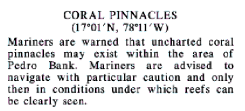 CORAL PINNACLES
(17°01′N, 78°11′W)
Mariners are warned that uncharted coral
pinnacles may exist within the area of
Pedro Bank. Mariners are advised to
navigate with particular caution and only
then in conditions under which reefs can
be clearly seen.